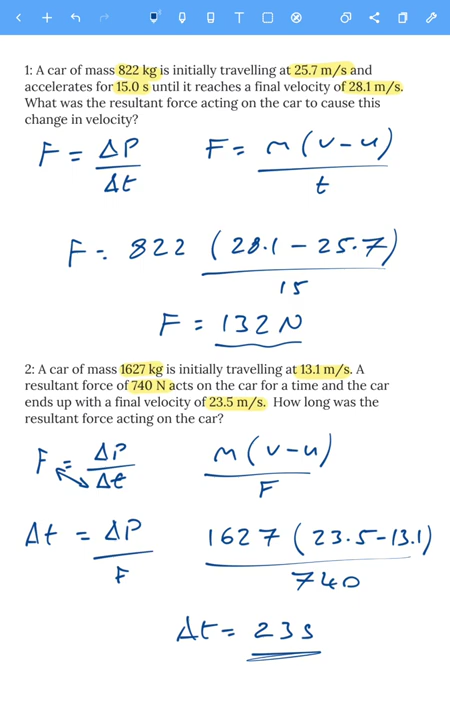 1: A car of mass 822 kg is initially travelling at 25.7 m/s and
accelerates for 15.0 s until it reaches a final velocity of 28.1 m/s.
What was the resultant force acting on the car to cause this
change in velocity?
F = ΔP / Δt F = m(v-u) / t
F = 822 (28.1 - 25.7) / 15
F = 132 N
2: A car of mass 1627 kg is initially travelling at 13.1 m/s. A
resultant force of 740 N acts on the car for a time and the car
ends up with a final velocity of 23.5 m/s. How long was the
resultant force acting on the car?
F = ΔP / Δt m(v-u) / F
Δt = ΔP / F 1627 (23.5-13.1) / 740
Δt = 23 s